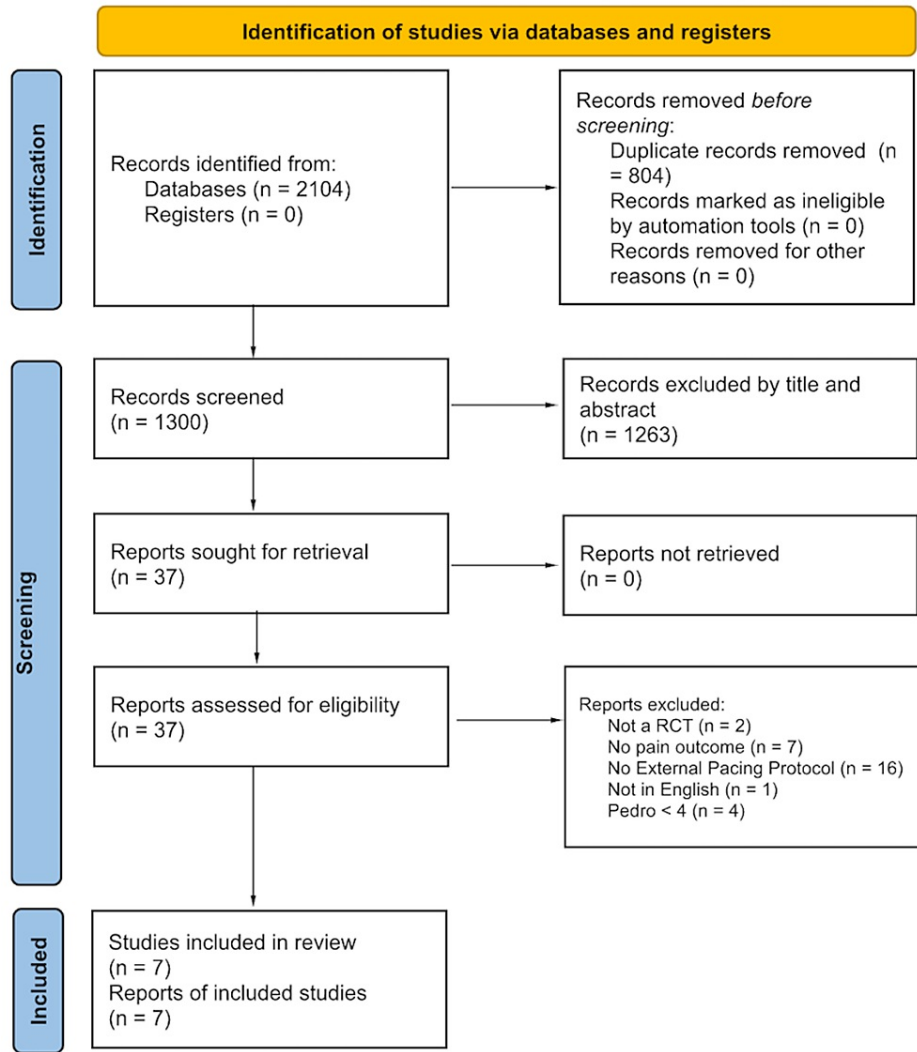 Identification of studies via databases and registers
Identification
Records identified from:
Databases (n = 2104)
Registers (n = 0)
Records removed before
screening:
Duplicate records removed (n
= 804)
Records marked as ineligible
by automation tools (n = 0)
Records removed for other
reasons (n = 0)
Screening
Records screened
(n = 1300)
Records excluded by title and
abstract
(n = 1263)
Reports sought for retrieval
(n = 37)
Reports not retrieved
(n = 0)
Reports assessed for eligibility
(n = 37)
Reports excluded:
Not a RCT (n = 2)
No pain outcome (n = 7)
No External Pacing Protocol (n = 16)
Not in English (n = 1)
Pedro < 4 (n = 4)
Included
Studies included in review
(n = 7)
Reports of included studies
(n = 7)